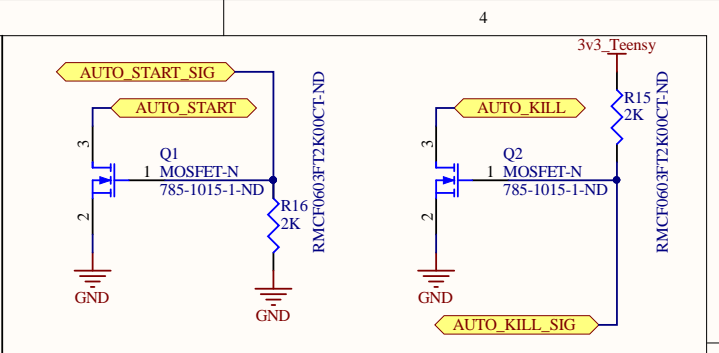 4
AUTO_START_SIG
AUTO_START
3
Q1
1 MOSFET-N
785-1015-1-ND
2
R16
2K
RMCF0603FT2K00CT-ND
GND
GND
3v3_Teensy
AUTO_KILL
R15
2K
3
Q2
1 MOSFET-N
785-1015-1-ND
2
RMCF0603FT2K00CT-ND
GND
AUTO_KILL_SIG